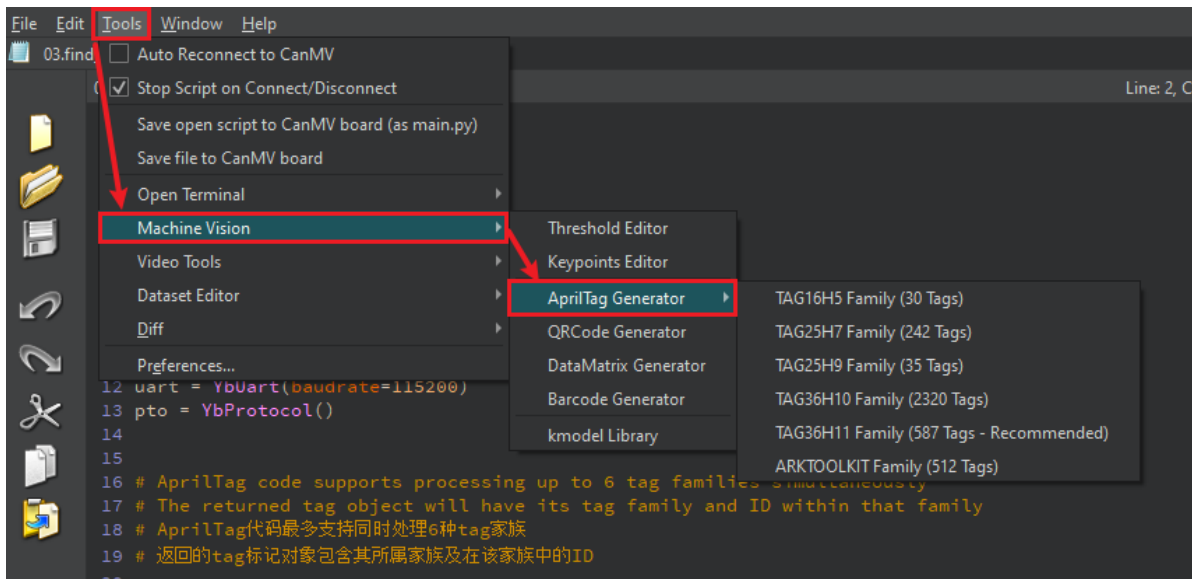 File Edit Tools Window Help
03.find
Auto Reconnect to CanMV
Stop Script on Connect/Disconnect
Line: 2, C
Save open script to CanMV board (as main.py)
Save file to CanMV board
Open Terminal
Machine Vision
Video Tools
Dataset Editor
Diff
Preferences...
Threshold Editor
Keypoints Editor
AprilTag Generator
QRCode Generator
DataMatrix Generator
Barcode Generator
kmodel Library
TAG16H5 Family (30 Tags)
TAG25H7 Family (242 Tags)
TAG25H9 Family (35 Tags)
TAG36H10 Family (2320 Tags)
TAG36H11 Family (587 Tags - Recommended)
ARKTOOLKIT Family (512 Tags)
12 uart = YbUart(baudrate=115200)
13 pto = YbProtocol()
14
15
16 # AprilTag code supports processing up to 6 tag families simultaneously
17 # The returned tag object will have its tag family and ID within that family
18 # AprilTag代码最多支持同时处理6种tag家族
19 # 返回的tag标记对象包含其所属家族及在该家族中的ID